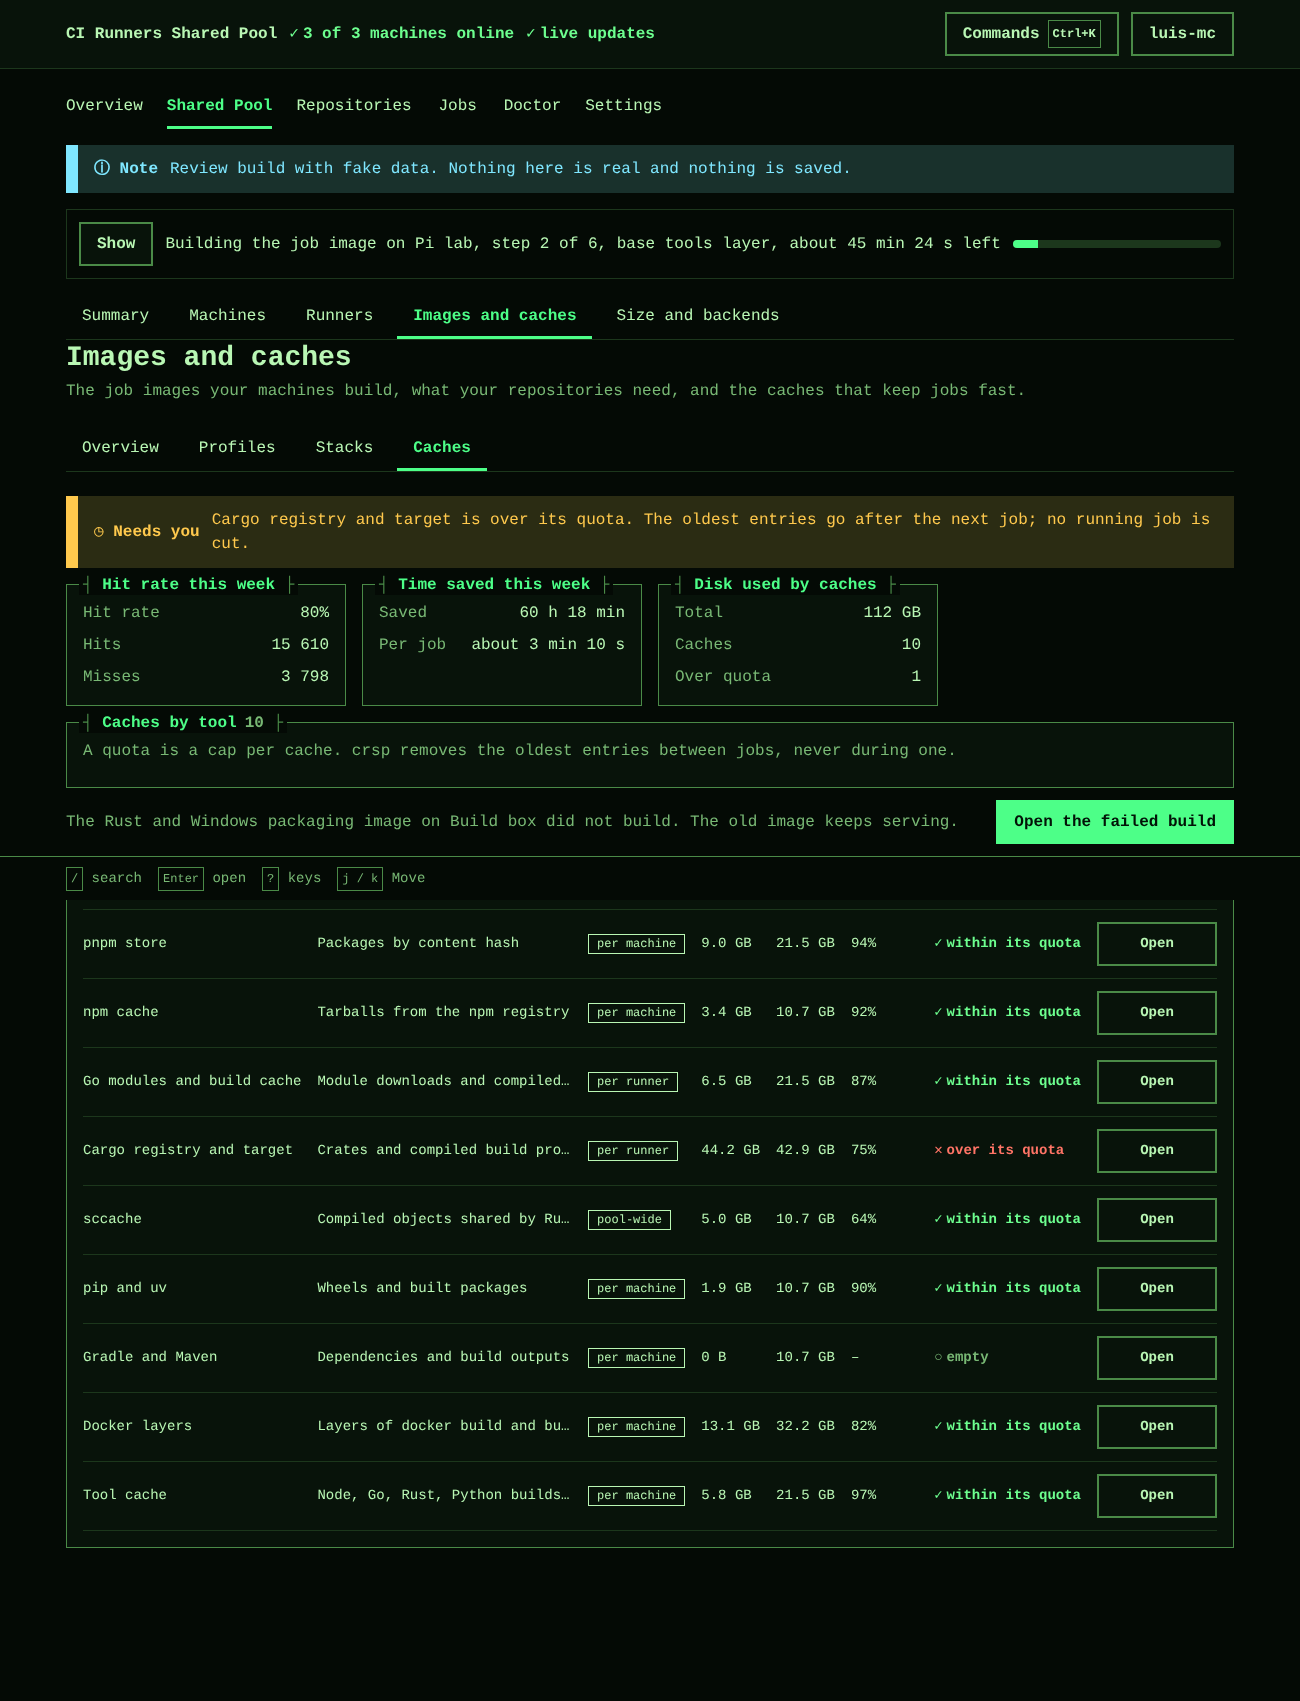 CI Runners Shared Pool ✓ 3 of 3 machines online ✓ live updates Commands Ctrl+K luis-mc
Overview Shared Pool Repositories Jobs Doctor Settings
ⓘ Note Review build with fake data. Nothing here is real and nothing is saved.
Show Building the job image on Pi lab, step 2 of 6, base tools layer, about 45 min 24 s left
Summary Machines Runners Images and caches Size and backends
Images and caches
The job images your machines build, what your repositories need, and the caches that keep jobs fast.
Overview Profiles Stacks Caches
◷ Needs you Cargo registry and target is over its quota. The oldest entries go after the next job; no running job is
cut.
Hit rate this week Time saved this week Disk used by caches
Hit rate 80% Saved 60 h 18 min Total 112 GB
Hits 15 610 Per job about 3 min 10 s Caches 10
Misses 3 798 Over quota 1
Caches by tool 10
A quota is a cap per cache. crsp removes the oldest entries between jobs, never during one.
The Rust and Windows packaging image on Build box did not build. The old image keeps serving. Open the failed build
/ search Enter open ? keys j / k Move
pnpm store Packages by content hash per machine 9.0 GB 21.5 GB 94% ✓ within its quota Open
npm cache Tarballs from the npm registry per machine 3.4 GB 10.7 GB 92% ✓ within its quota Open
Go modules and build cache Module downloads and compiled… per runner 6.5 GB 21.5 GB 87% ✓ within its quota Open
Cargo registry and target Crates and compiled build pro… per runner 44.2 GB 42.9 GB 75% × over its quota Open
sccache Compiled objects shared by Ru… pool-wide 5.0 GB 10.7 GB 64% ✓ within its quota Open
pip and uv Wheels and built packages per machine 1.9 GB 10.7 GB 90% ✓ within its quota Open
Gradle and Maven Dependencies and build outputs per machine 0 B 10.7 GB – ○ empty Open
Docker layers Layers of docker build and bu… per machine 13.1 GB 32.2 GB 82% ✓ within its quota Open
Tool cache Node, Go, Rust, Python builds… per machine 5.8 GB 21.5 GB 97% ✓ within its quota Open